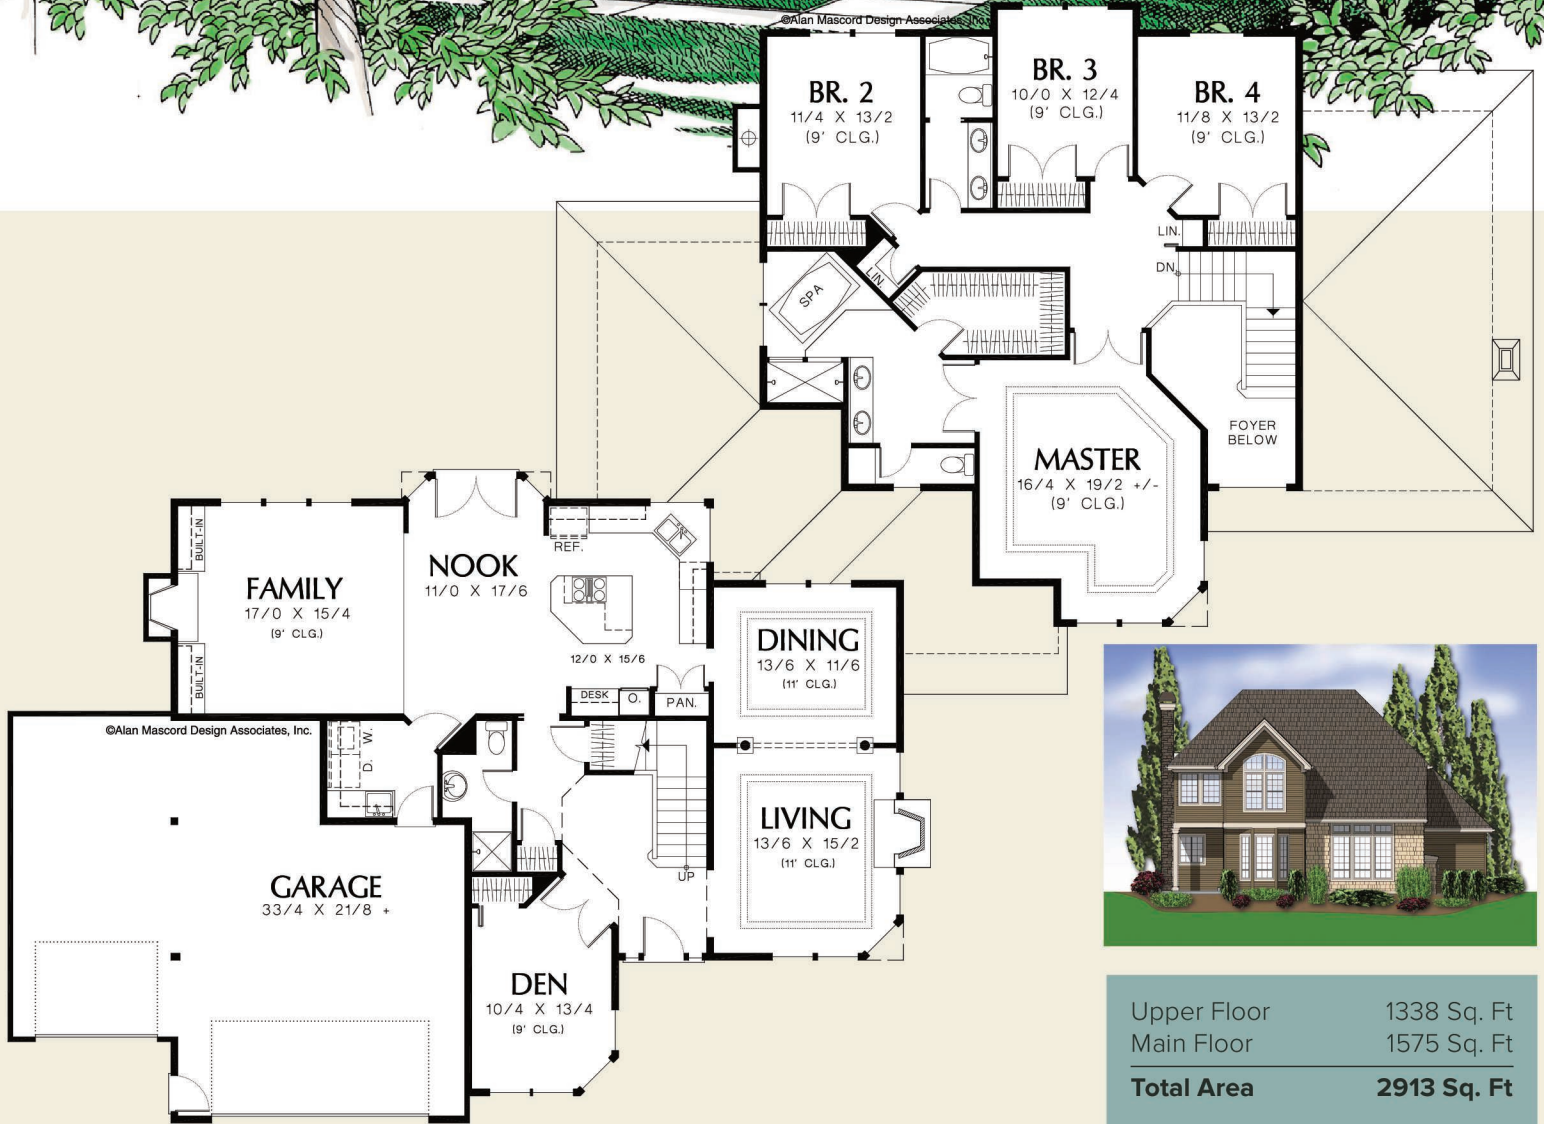 ©Alan Mascord Design Associates, Inc.
BR. 2
11/4 X 13/2
(9' CLG.)
BR. 3
10/0 X 12/4
(9' CLG.)
BR. 4
11/8 X 13/2
(9' CLG.)
LIN.
DN.
LIN.
SPA
FOYER
BELOW
MASTER
16/4 X 19/2 +/-
(9' CLG.)
BUILT-IN
FAMILY
17/0 X 15/4
(9' CLG.)
BUILT-IN
NOOK
11/0 X 17/6
REF.
12/0 X 15/6
DESK
O.
PAN.
DINING
13/6 X 11/6
(11' CLG.)
©Alan Mascord Design Associates, Inc.
D. W.
LIVING
13/6 X 15/2
(11' CLG.)
UP
GARAGE
33/4 X 21/8 +
DEN
10/4 X 13/4
(9' CLG.)
Upper Floor 1338 Sq. Ft
Main Floor 1575 Sq. Ft
Total Area 2913 Sq. Ft